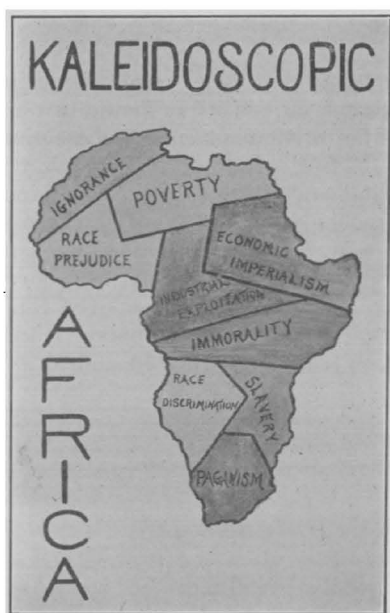 KALEIDOSCOPIC
IGNORANCE
POVERTY
RACE
PREJUDICE
ECONOMIC
IMPERIALISM
INDUSTRIAL
EXPLOITATION
IMMORALITY
RACE
DISCRIMINATION
SLAVERY
PAGANISM
AFRICA